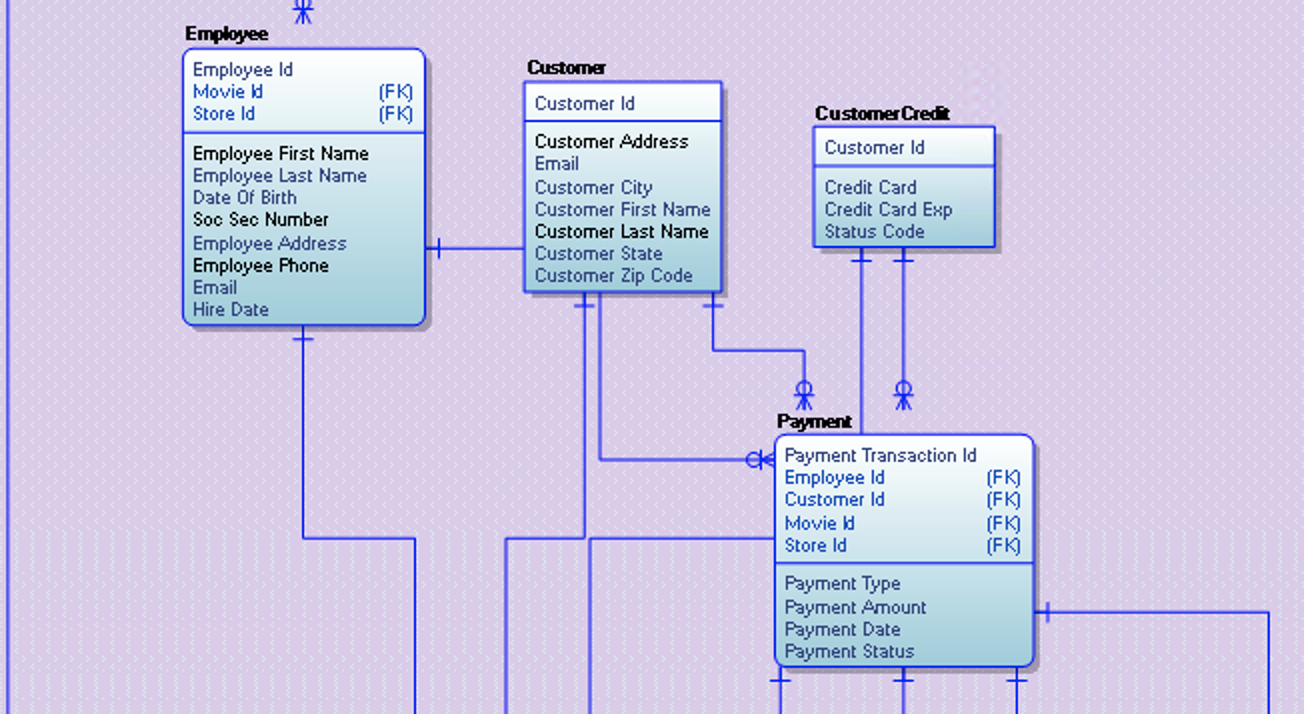 Employee
Employee Id
Movie Id (FK)
Store Id (FK)
Employee First Name
Employee Last Name
Date Of Birth
Soc Sec Number
Employee Address
Employee Phone
Email
Hire Date
Customer
Customer Id
Customer Address
Email
Customer City
Customer First Name
Customer Last Name
Customer State
Customer Zip Code
CustomerCredit
Customer Id
Credit Card
Credit Card Exp
Status Code
Payment
Payment Transaction Id
Employee Id (FK)
Customer Id (FK)
Movie Id (FK)
Store Id (FK)
Payment Type
Payment Amount
Payment Date
Payment Status